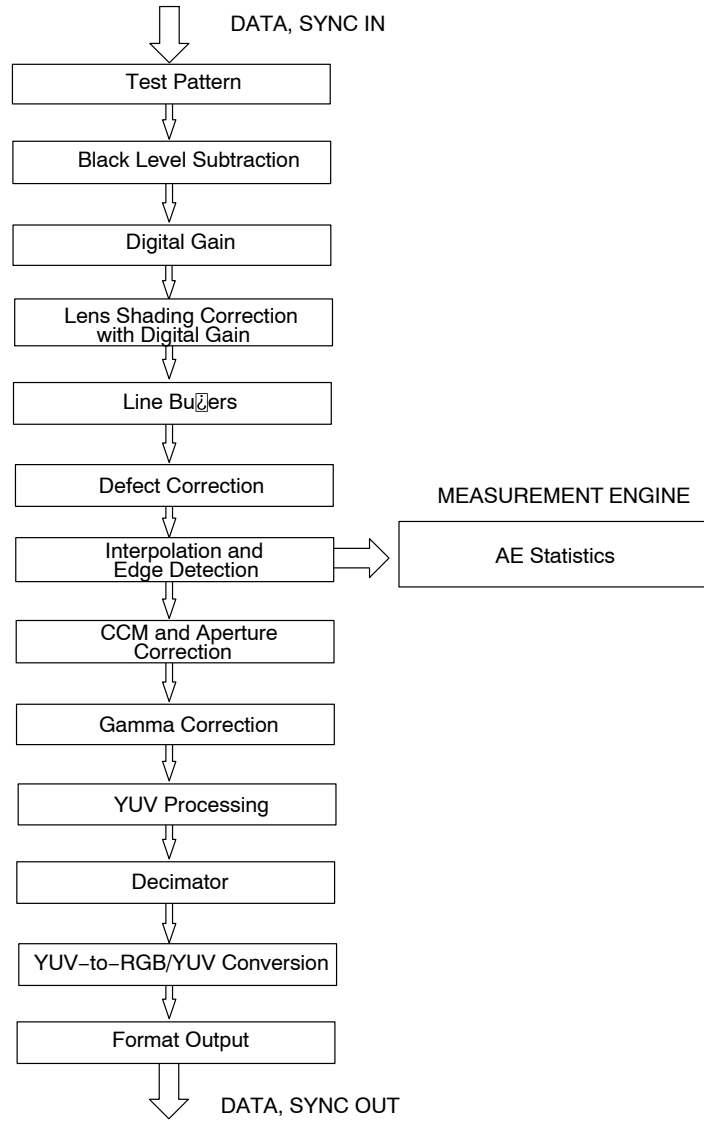 DATA, SYNC IN
Test Pattern
Black Level Subtraction
Digital Gain
Lens Shading Correction
with Digital Gain
Line Bu⍰ers
Defect Correction
MEASUREMENT ENGINE
Interpolation and
Edge Detection
AE Statistics
CCM and Aperture
Correction
Gamma Correction
YUV Processing
Decimator
YUV−to−RGB/YUV Conversion
Format Output
DATA, SYNC OUT